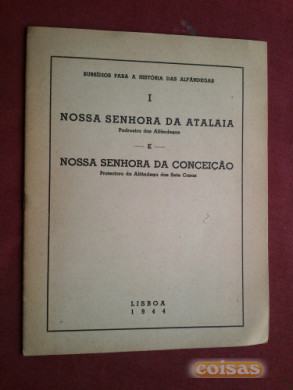 SUBSÍDIOS PARA A HISTÓRIA DAS ALFÂNDEGAS
I
NOSSA SENHORA DA ATALAIA
Padroeira das Alfândegas
— E —
NOSSA SENHORA DA CONCEIÇÃO
Protectora da Alfândega das Sete Casas
LISBOA
1944
coisas